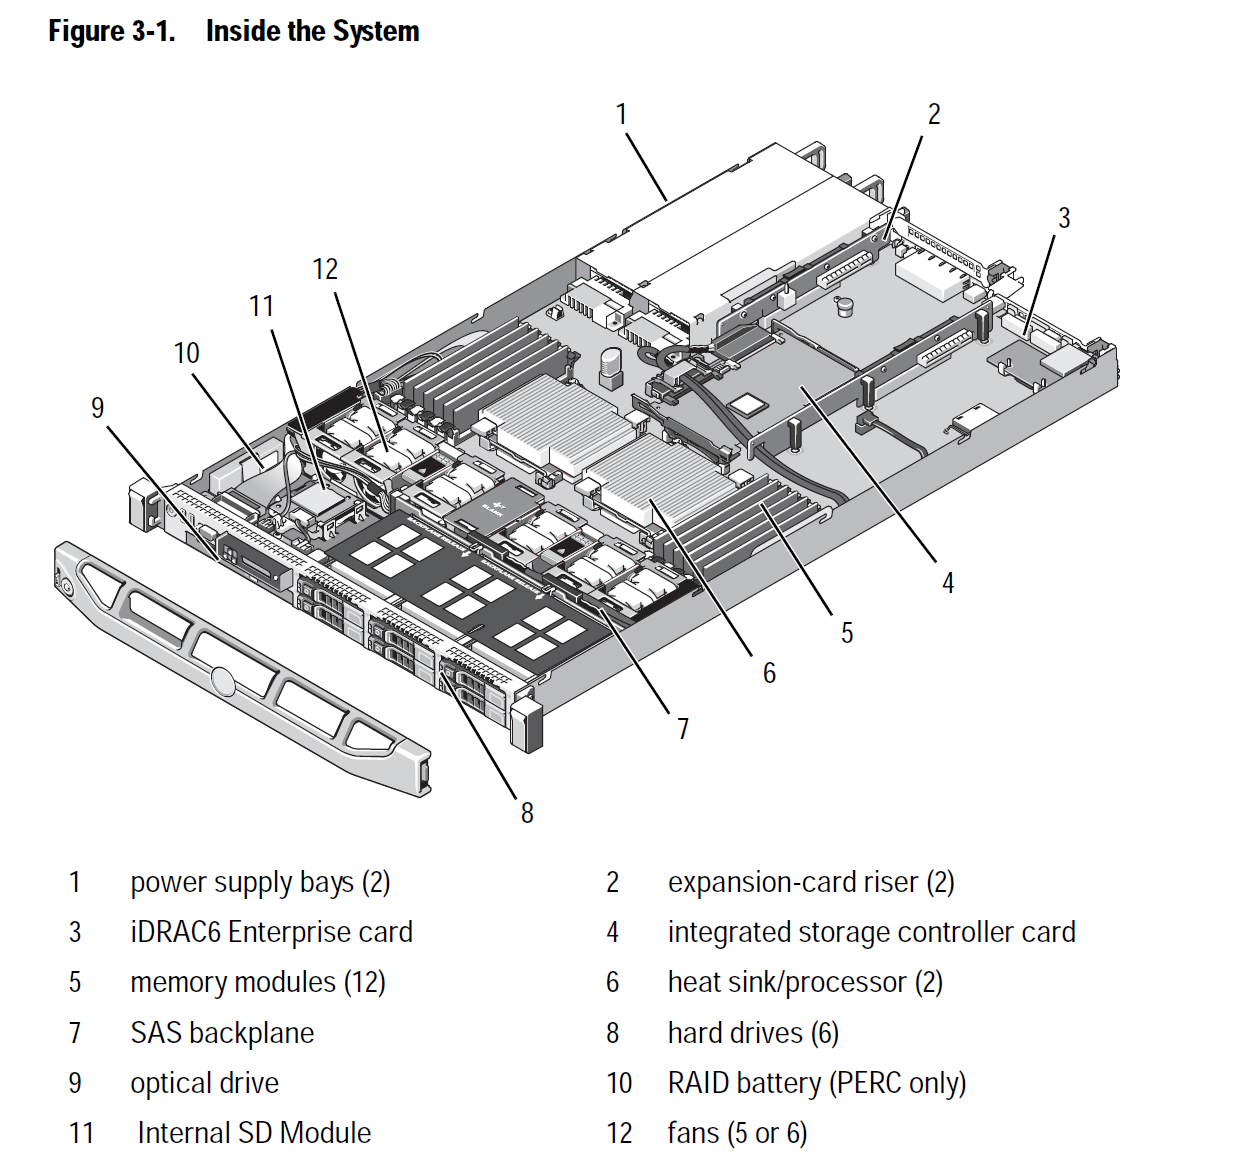 Figure 3-1. Inside the System
1
2
3
12
11
10
9
BLANK
4
5
6
7
8
1 power supply bays (2) 2 expansion-card riser (2)
3 iDRAC6 Enterprise card 4 integrated storage controller card
5 memory modules (12) 6 heat sink/processor (2)
7 SAS backplane 8 hard drives (6)
9 optical drive 10 RAID battery (PERC only)
11 Internal SD Module 12 fans (5 or 6)